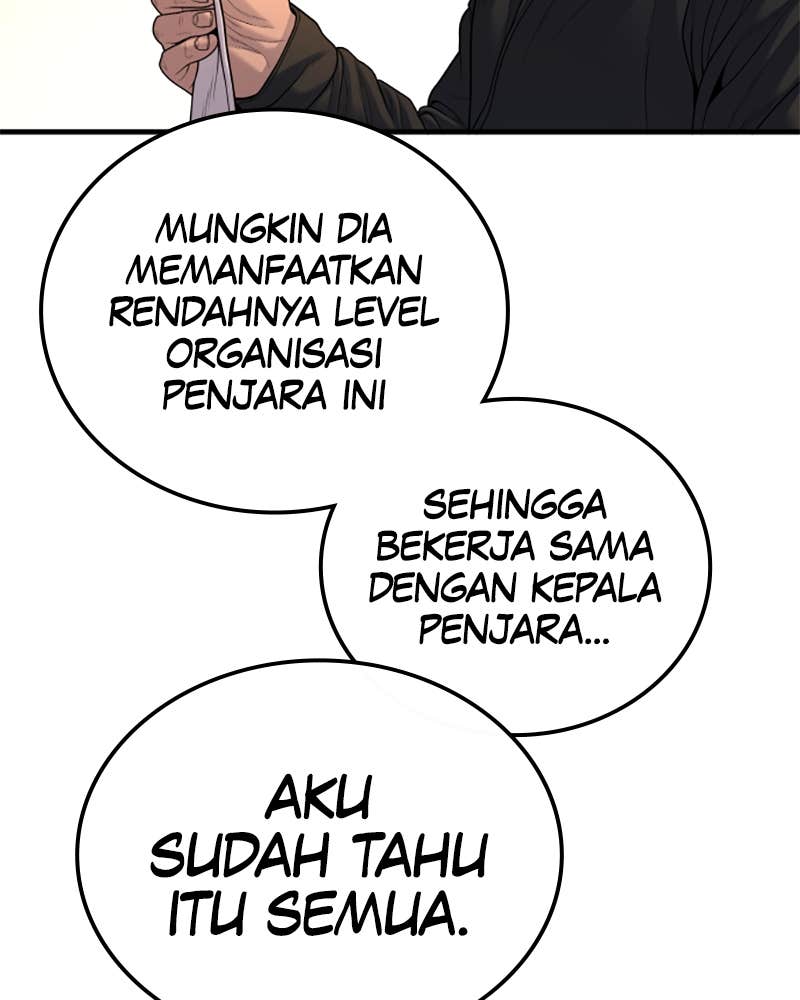 MUNGKIN DIA
MEMANFAATKAN
RENDAHNYA LEVEL
ORGANISASI
PENJARA INI
SEHINGGA
BEKERJA SAMA
DENGAN KEPALA
PENJARA...
AKU
SUDAH TAHU
ITU SEMUA.